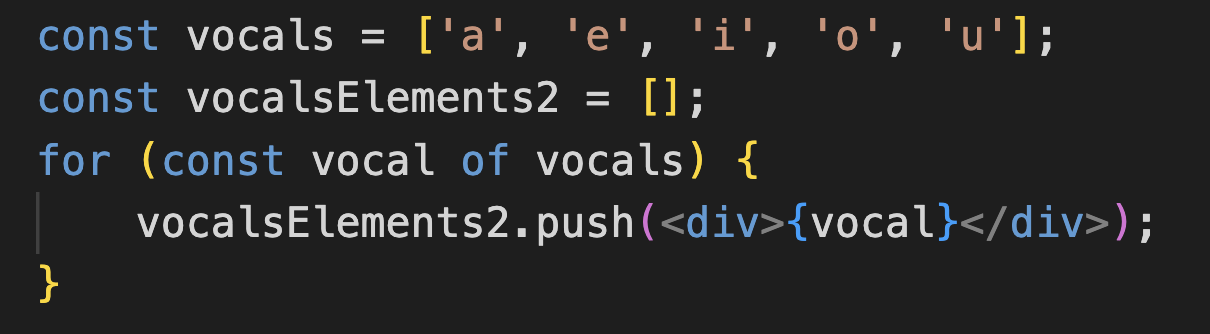 const vocals = ['a', 'e', 'i', 'o', 'u'];
const vocalsElements2 = [];
for (const vocal of vocals) {
    vocalsElements2.push(<div>{vocal}</div>);
}